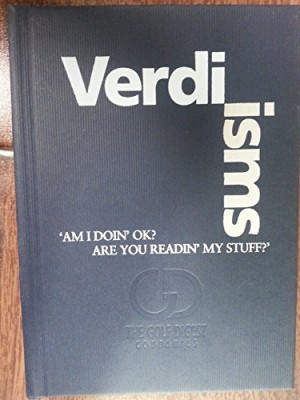 Verdi
isms
'AM I DOIN' OK?
ARE YOU READIN' MY STUFF?'
GD
THE GOLF DIGEST
COMPANIES